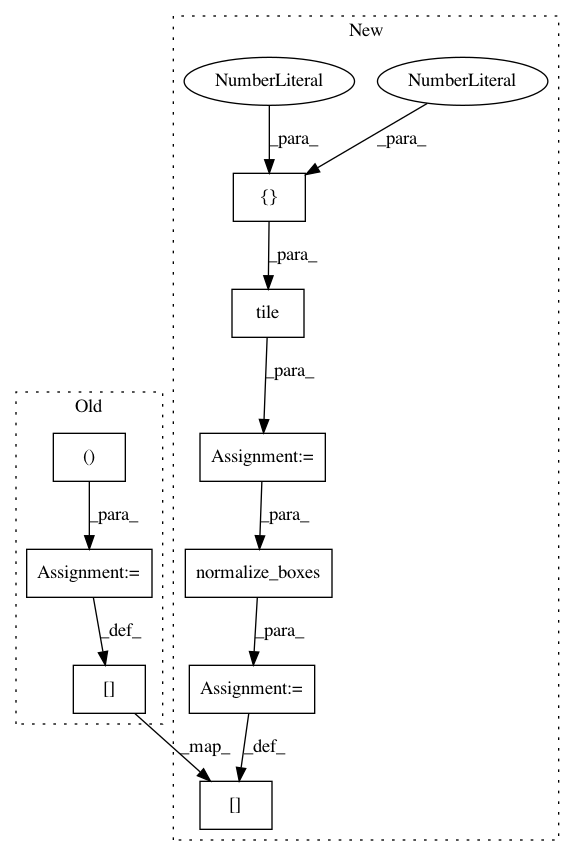 New
NumberLiteral
NumberLiteral
_para_
_para_
{}
_para_
tile
_para_
Old
()
Assignment:=
_para_
_para_
Assignment:=
normalize_boxes
_def_
_para_
[]
Assignment:=
_map_
_def_
[]